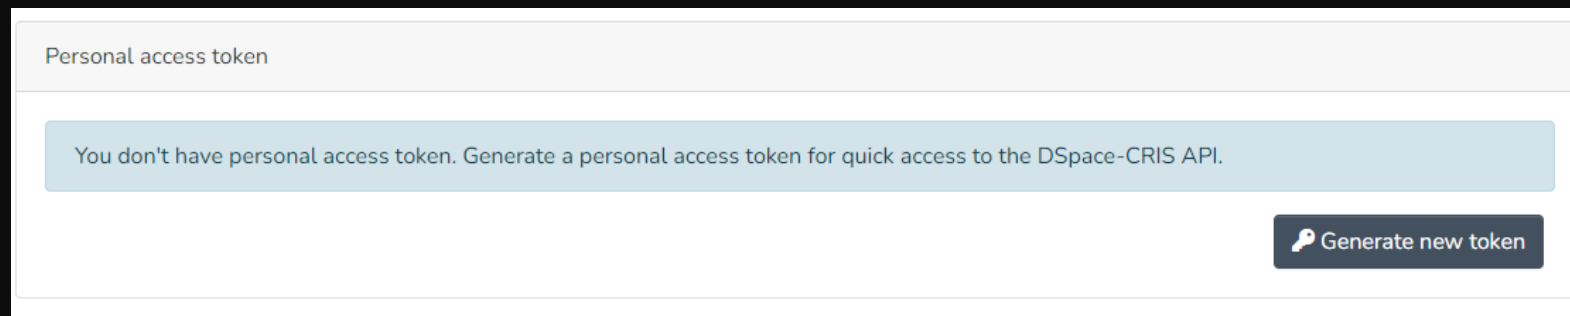 Personal access token
You don't have personal access token. Generate a personal access token for quick access to the DSpace-CRIS API.
Generate new token